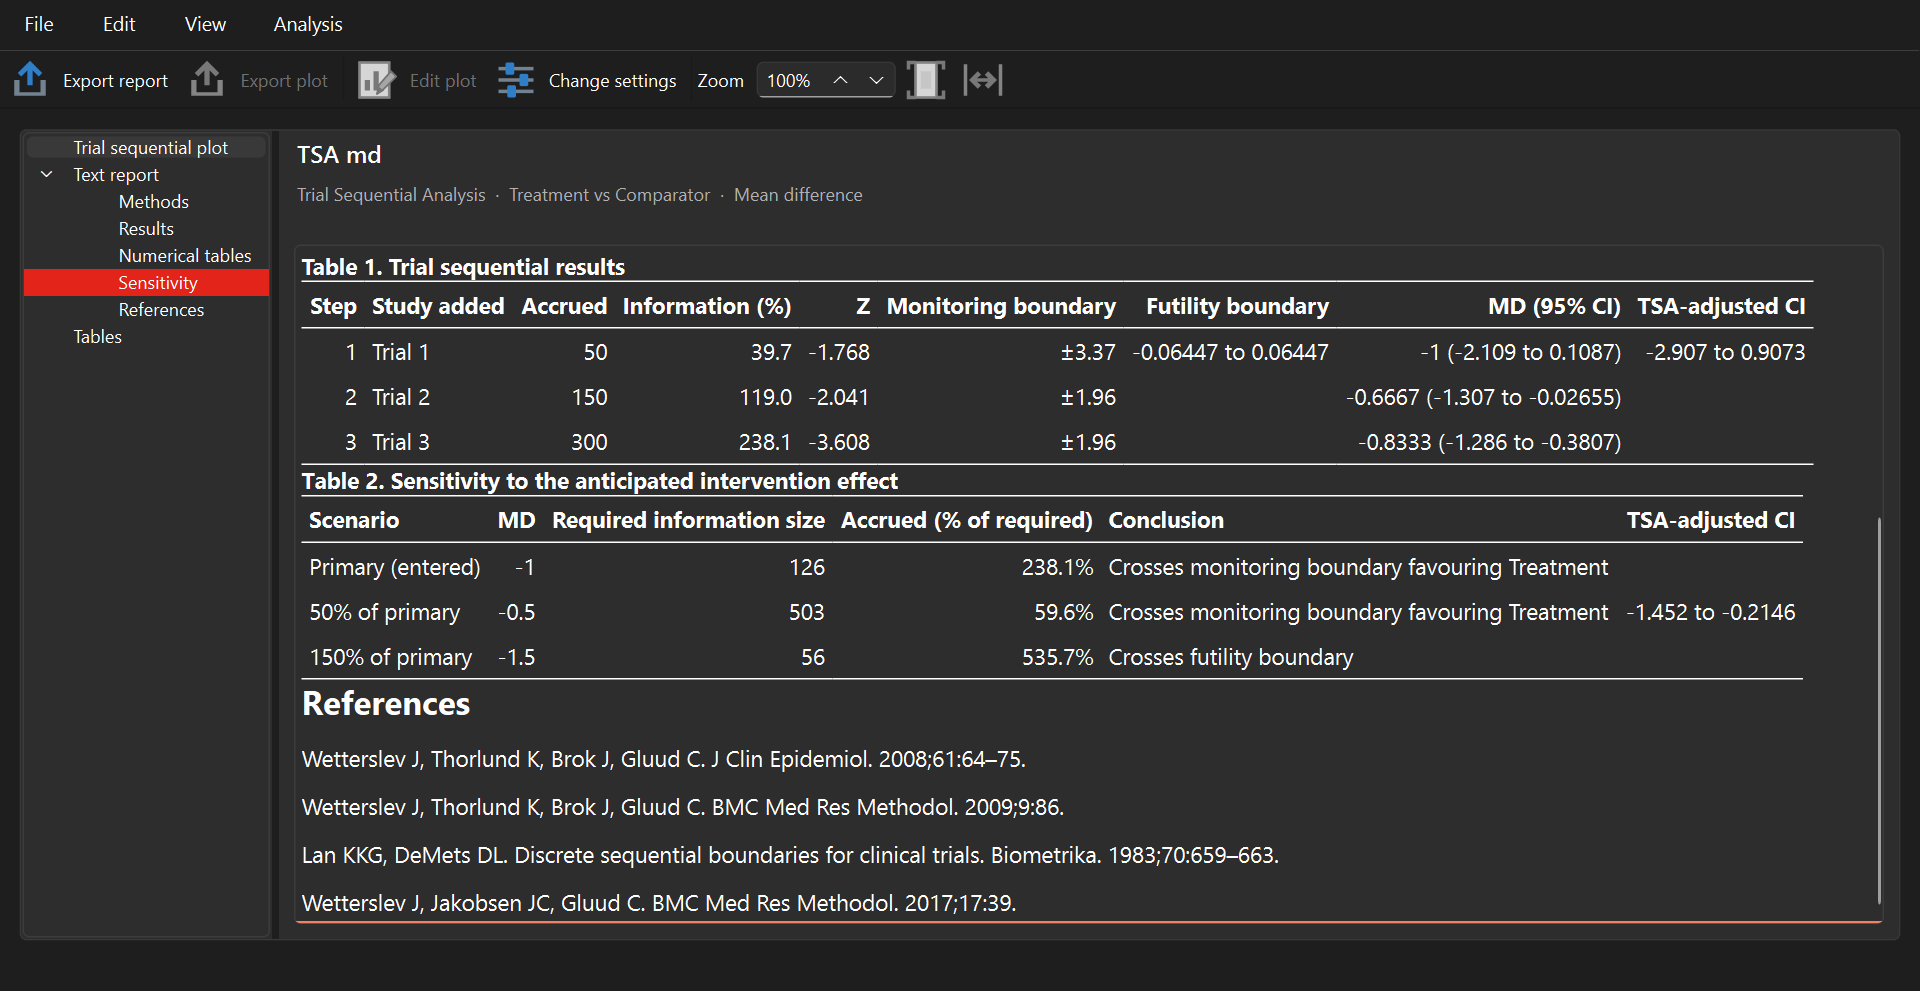 File Edit View Analysis
Export report Export plot Edit plot Change settings Zoom 100%
Trial sequential plot
Text report
Methods
Results
Numerical tables
Sensitivity
References
Tables
TSA md
Trial Sequential Analysis · Treatment vs Comparator · Mean difference
Table 1. Trial sequential results
Step Study added Accrued Information (%) Z Monitoring boundary Futility boundary MD (95% CI) TSA-adjusted CI
1 Trial 1 50 39.7 -1.768 ±3.37 -0.06447 to 0.06447 -1 (-2.109 to 0.1087) -2.907 to 0.9073
2 Trial 2 150 119.0 -2.041 ±1.96 -0.6667 (-1.307 to -0.02655)
3 Trial 3 300 238.1 -3.608 ±1.96 -0.8333 (-1.286 to -0.3807)
Table 2. Sensitivity to the anticipated intervention effect
Scenario MD Required information size Accrued (% of required) Conclusion TSA-adjusted CI
Primary (entered) -1 126 238.1% Crosses monitoring boundary favouring Treatment
50% of primary -0.5 503 59.6% Crosses monitoring boundary favouring Treatment -1.452 to -0.2146
150% of primary -1.5 56 535.7% Crosses futility boundary
References
Wetterslev J, Thorlund K, Brok J, Gluud C. J Clin Epidemiol. 2008;61:64–75.
Wetterslev J, Thorlund K, Brok J, Gluud C. BMC Med Res Methodol. 2009;9:86.
Lan KKG, DeMets DL. Discrete sequential boundaries for clinical trials. Biometrika. 1983;70:659–663.
Wetterslev J, Jakobsen JC, Gluud C. BMC Med Res Methodol. 2017;17:39.